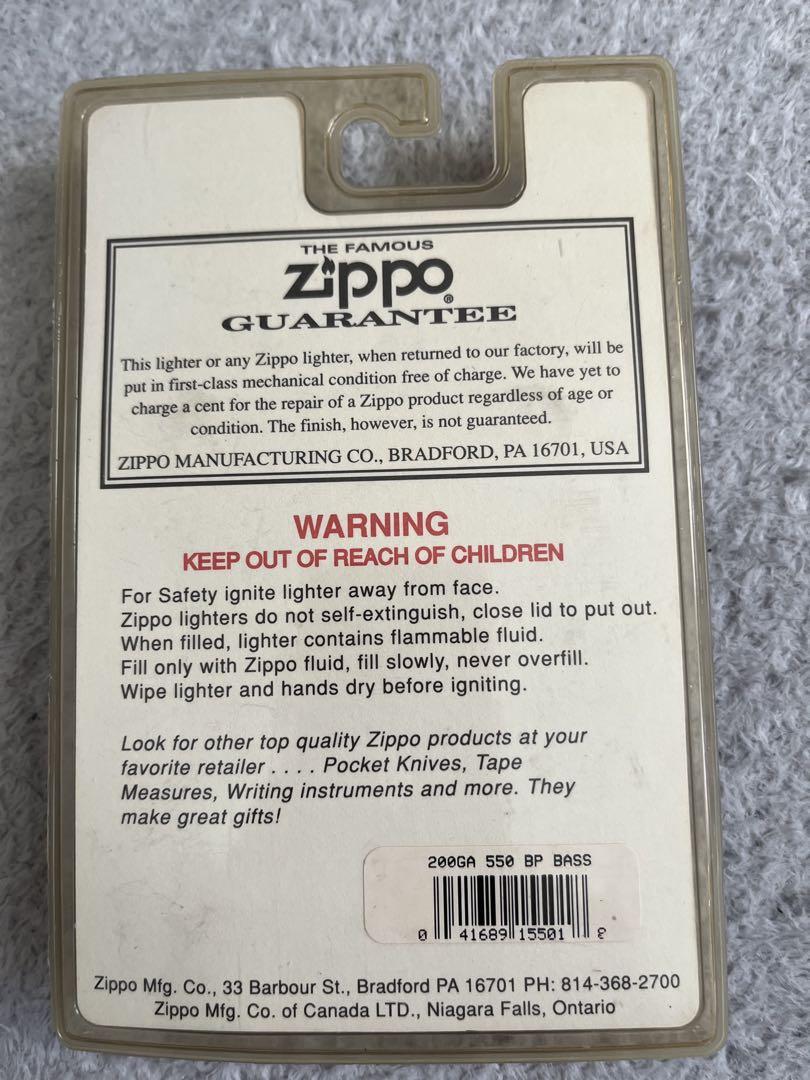 THE FAMOUS
Zippo®
GUARANTEE
This lighter or any Zippo lighter, when returned to our factory, will be
put in first-class mechanical condition free of charge. We have yet to
charge a cent for the repair of a Zippo product regardless of age or
condition. The finish, however, is not guaranteed.
ZIPPO MANUFACTURING CO., BRADFORD, PA 16701, USA
WARNING
KEEP OUT OF REACH OF CHILDREN
For Safety ignite lighter away from face.
Zippo lighters do not self-extinguish, close lid to put out.
When filled, lighter contains flammable fluid.
Fill only with Zippo fluid, fill slowly, never overfill.
Wipe lighter and hands dry before igniting.
Look for other top quality Zippo products at your
favorite retailer . . . . Pocket Knives, Tape
Measures, Writing instruments and more. They
make great gifts!
200GA 550 BP BASS
0 41689 15501 3
Zippo Mfg. Co., 33 Barbour St., Bradford PA 16701 PH: 814-368-2700
Zippo Mfg. Co. of Canada LTD., Niagara Falls, Ontario